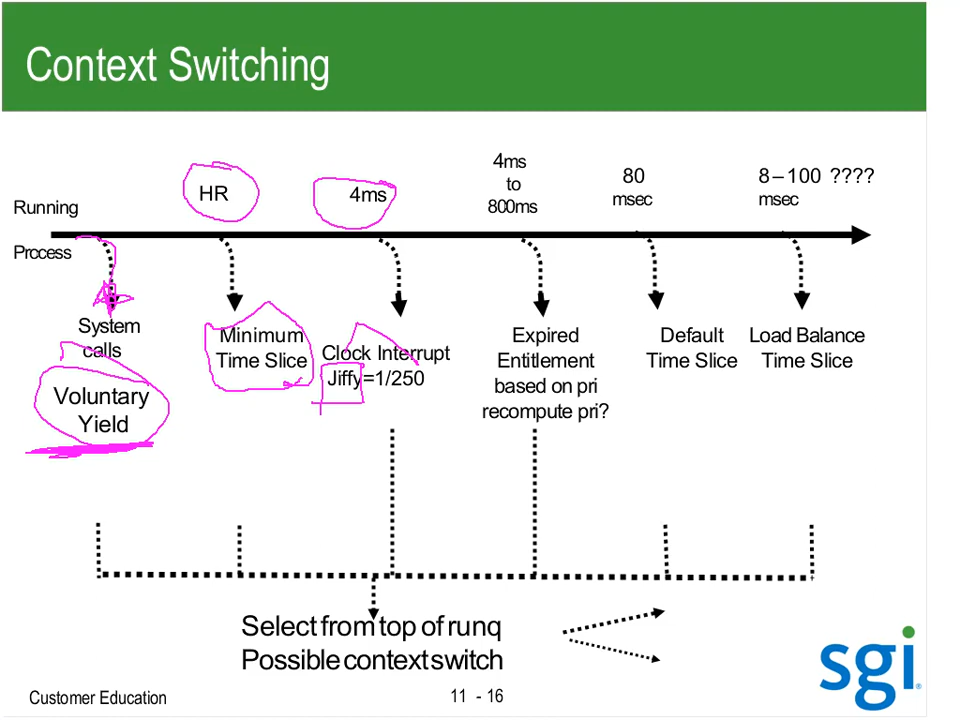 Context Switching
Running
Process
HR
4ms
4ms
to
800ms
80
msec
8 – 100 ????
msec
System
calls
Voluntary
Yield
Minimum
Time Slice
Clock Interrupt
Jiffy=1/250
Expired
Entitlement
based on pri
recompute pri?
Default
Time Slice
Load Balance
Time Slice
Select from top of runq
Possible context switch
Customer Education
11 - 16
sgi